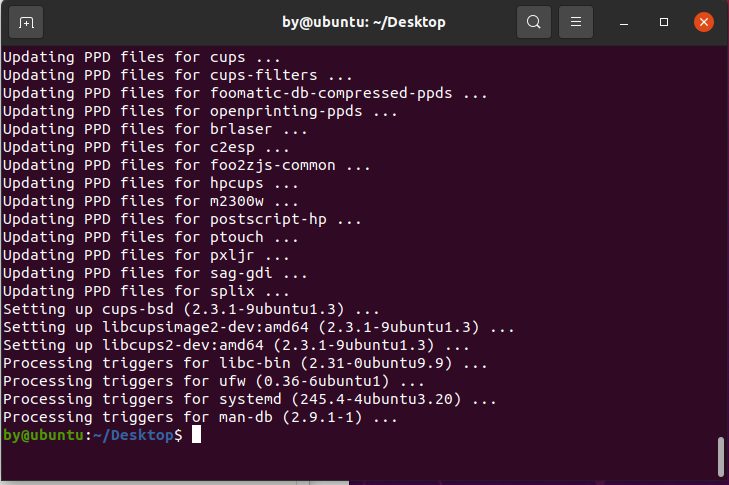 by@ubuntu: ~/Desktop
Updating PPD files for cups ...
Updating PPD files for cups-filters ...
Updating PPD files for foomatic-db-compressed-ppds ...
Updating PPD files for openprinting-ppds ...
Updating PPD files for brlaser ...
Updating PPD files for c2esp ...
Updating PPD files for foo2zjs-common ...
Updating PPD files for hpcups ...
Updating PPD files for m2300w ...
Updating PPD files for postscript-hp ...
Updating PPD files for ptouch ...
Updating PPD files for pxljr ...
Updating PPD files for sag-gdi ...
Updating PPD files for splix ...
Setting up cups-bsd (2.3.1-9ubuntu1.3) ...
Setting up libcupsimage2-dev:amd64 (2.3.1-9ubuntu1.3) ...
Setting up libcups2-dev:amd64 (2.3.1-9ubuntu1.3) ...
Processing triggers for libc-bin (2.31-0ubuntu9.9) ...
Processing triggers for ufw (0.36-6ubuntu1) ...
Processing triggers for systemd (245.4-4ubuntu3.20) ...
Processing triggers for man-db (2.9.1-1) ...
by@ubuntu:~/Desktop$